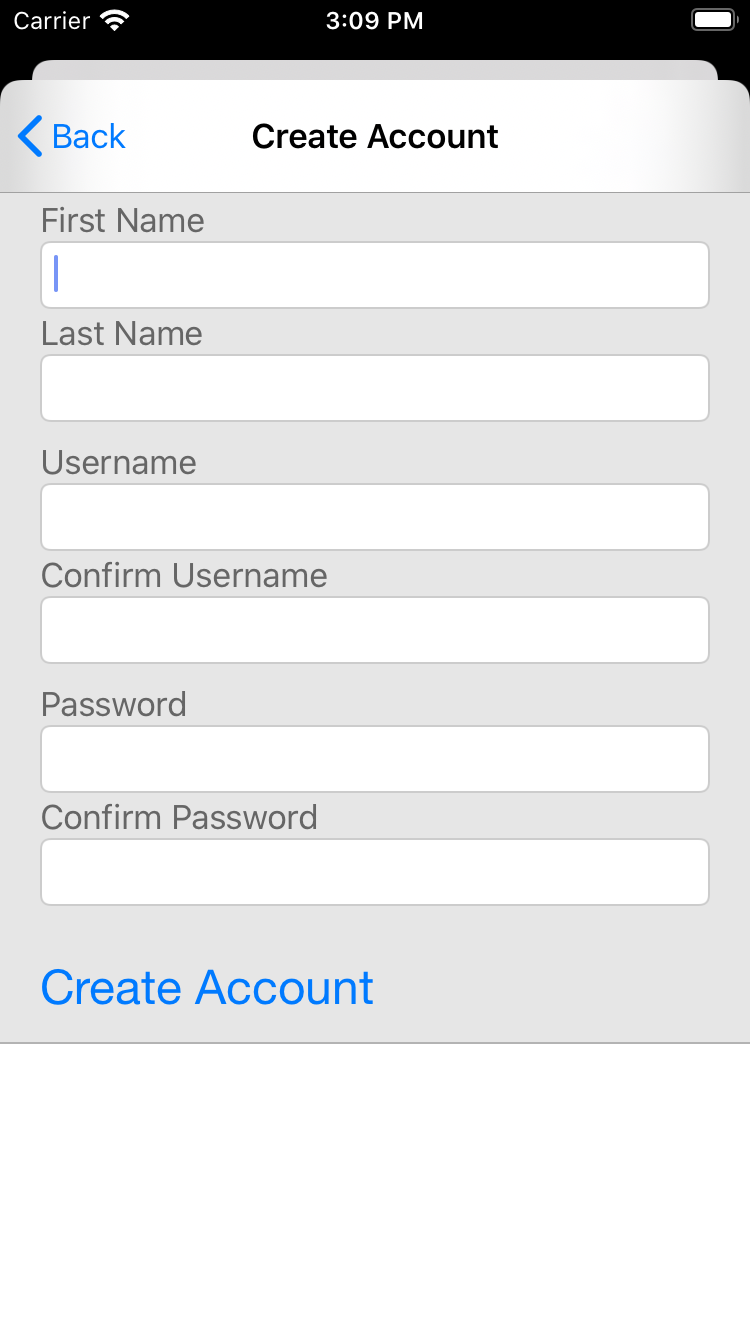 Carrier 3:09 PM
Back Create Account
First Name
Last Name
Username
Confirm Username
Password
Confirm Password
Create Account